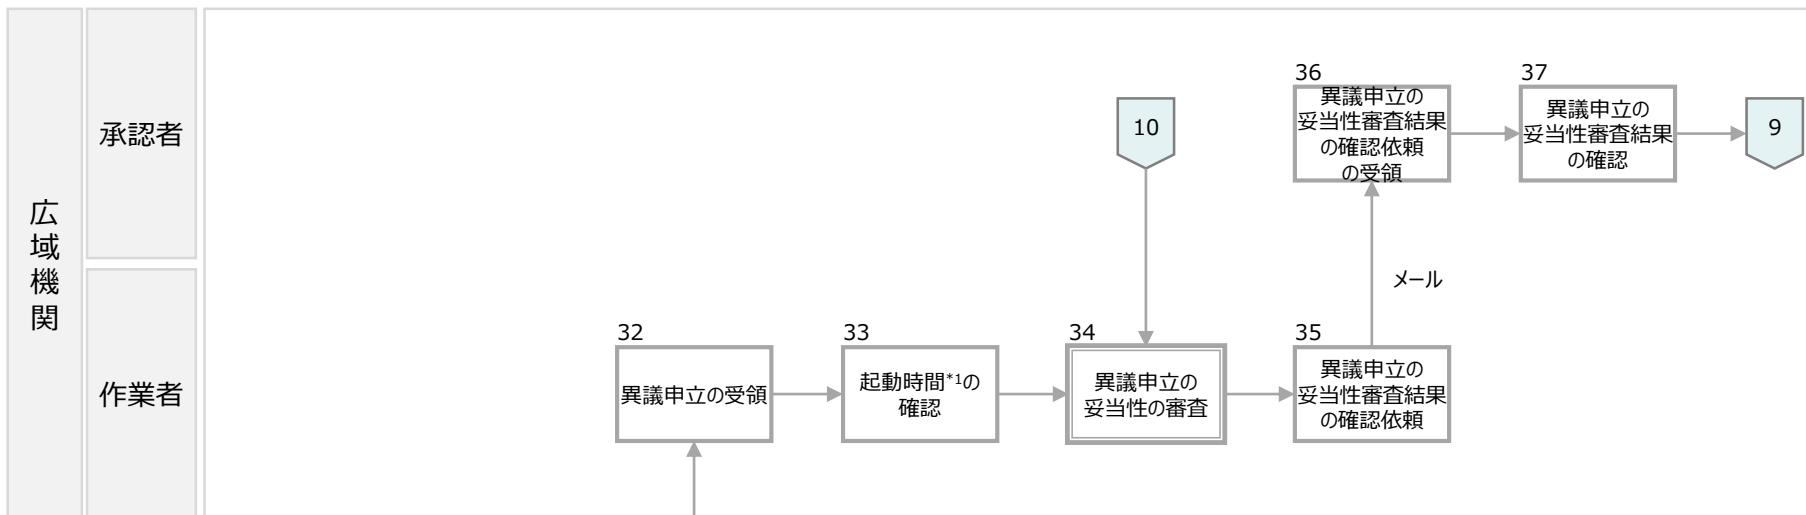 広域機関
承認者
10
36
異議申立の
妥当性審査結果
の確認依頼
の受領
37
異議申立の
妥当性審査結果
の確認
9
メール
作業者
32
異議申立の受領
33
起動時間*1の
確認
34
異議申立の
妥当性の審査
35
異議申立の
妥当性審査結果
の確認依頼